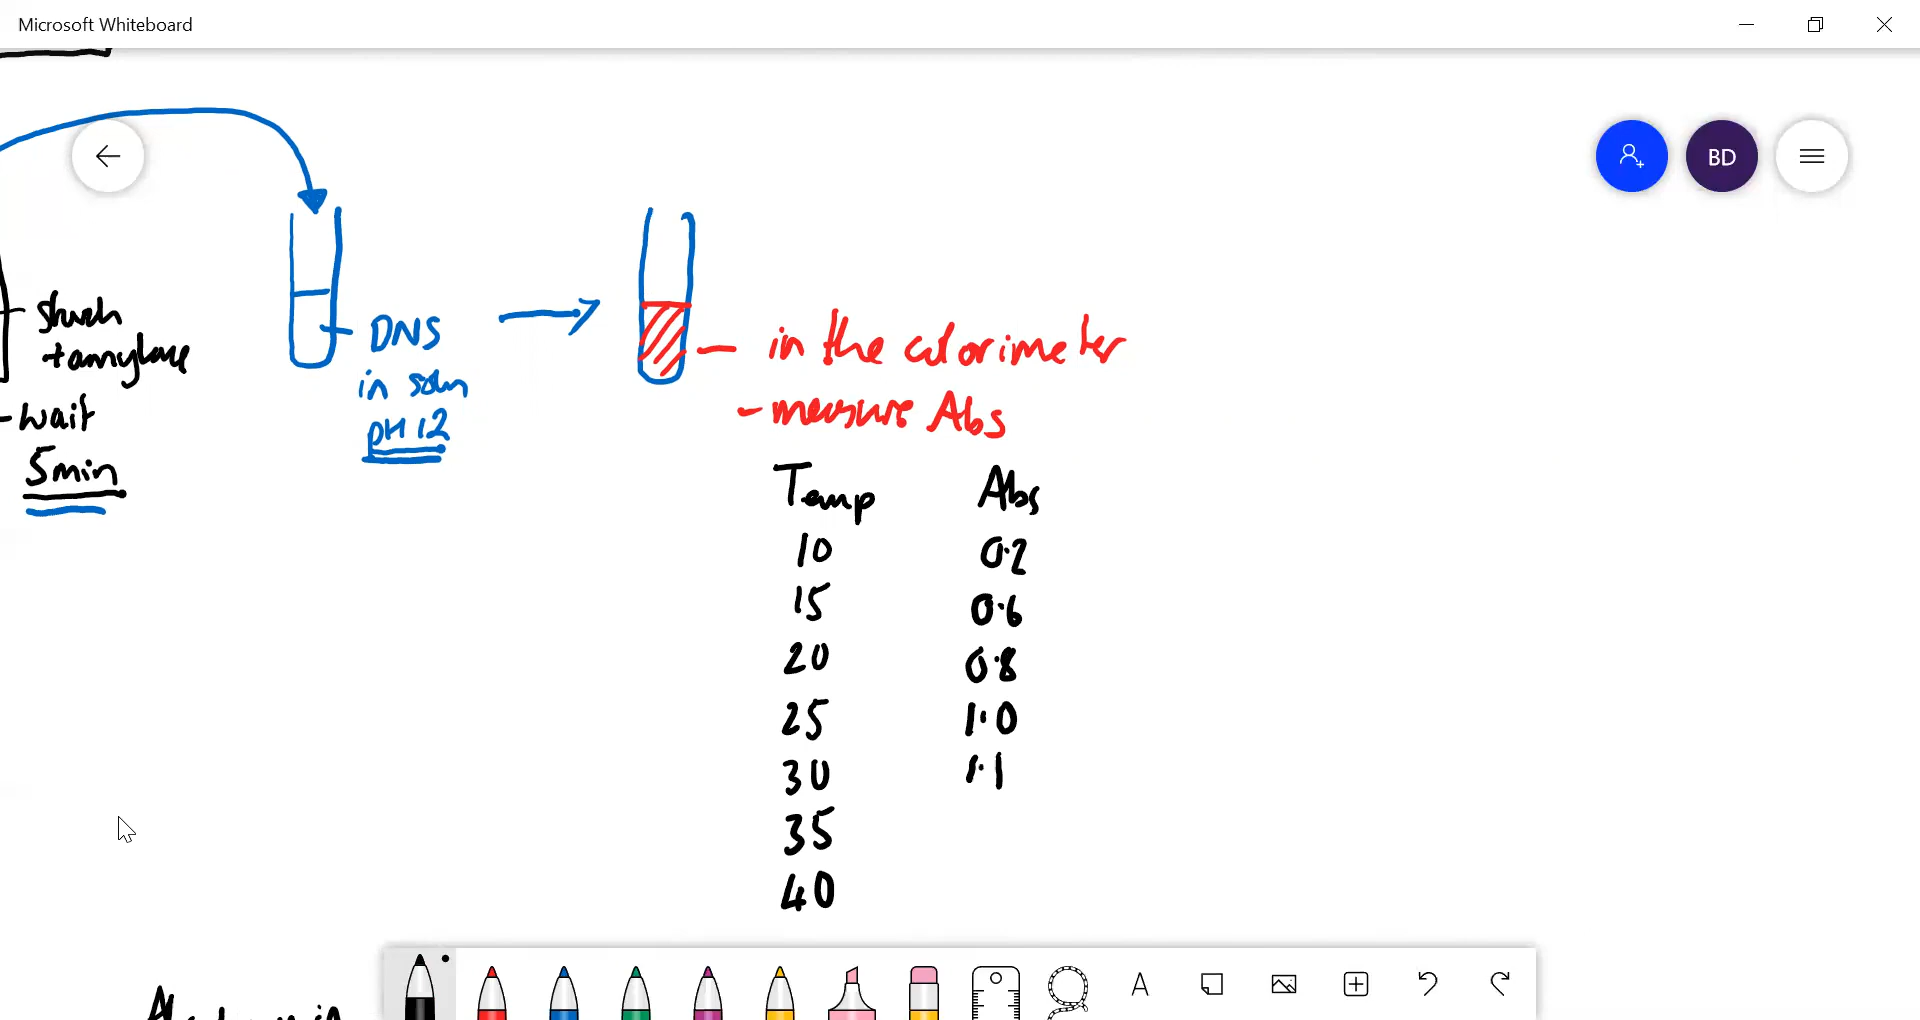 Microsoft Whiteboard
BD
starch
+ amylase
- wait
5min
DNS
in soln
pH 12
- in the colorimeter
- measure Abs
Temp Abs
10 0.2
15 0.6
20 0.8
25 1.0
30 1.1
35
40
A